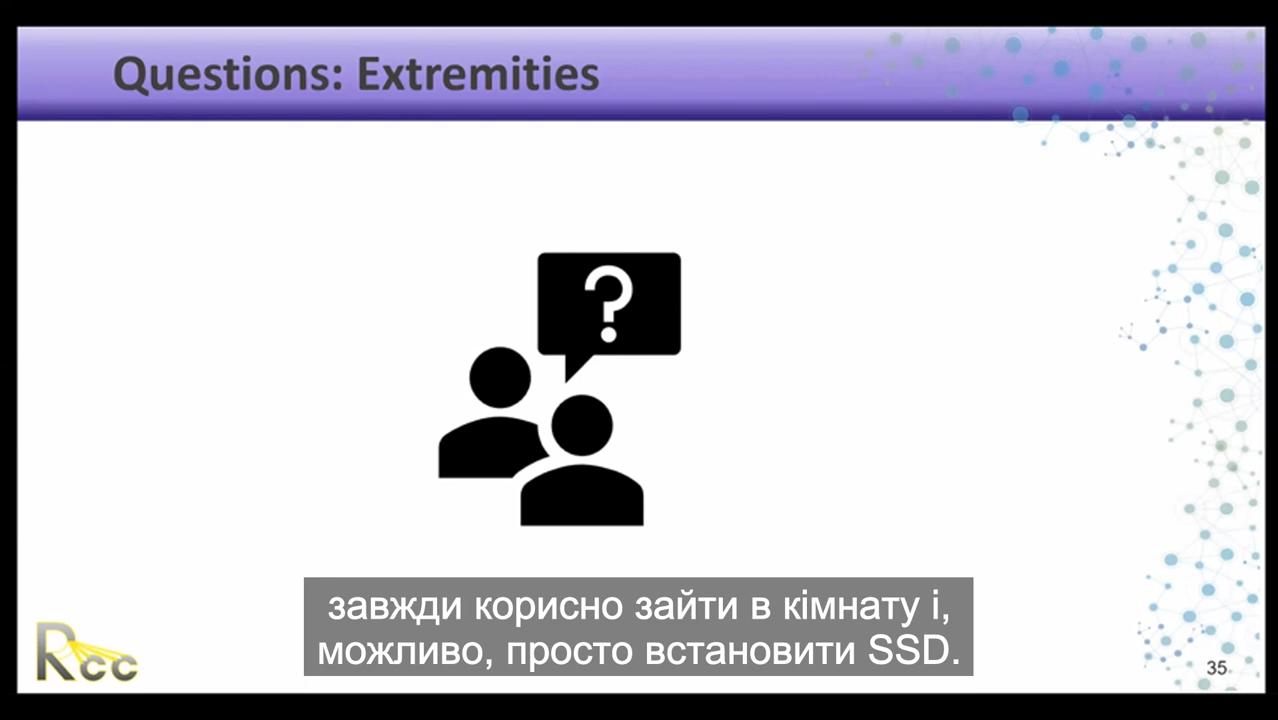 Questions: Extremities
?
завжди корисно зайти в кімнату і,
можливо, просто встановити SSD.
Rcc
35